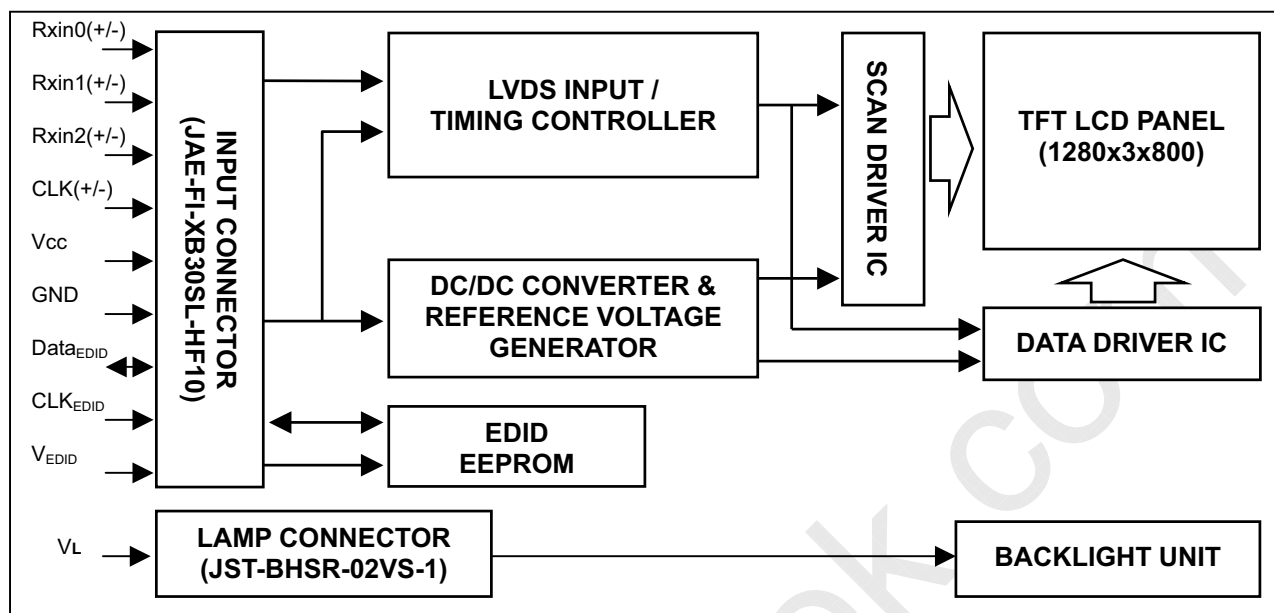 Rxin0(+/-)
Rxin1(+/-)
Rxin2(+/-)
CLK(+/-)
Vcc
GND
DataEDID
CLKEDID
VEDID
VL
INPUT CONNECTOR
(JAE-FI-XB30SL-HF10)
LVDS INPUT /
TIMING CONTROLLER
DC/DC CONVERTER &
REFERENCE VOLTAGE
GENERATOR
EDID
EEPROM
LAMP CONNECTOR
(JST-BHSR-02VS-1)
SCAN DRIVER IC
TFT LCD PANEL
(1280x3x800)
DATA DRIVER IC
BACKLIGHT UNIT